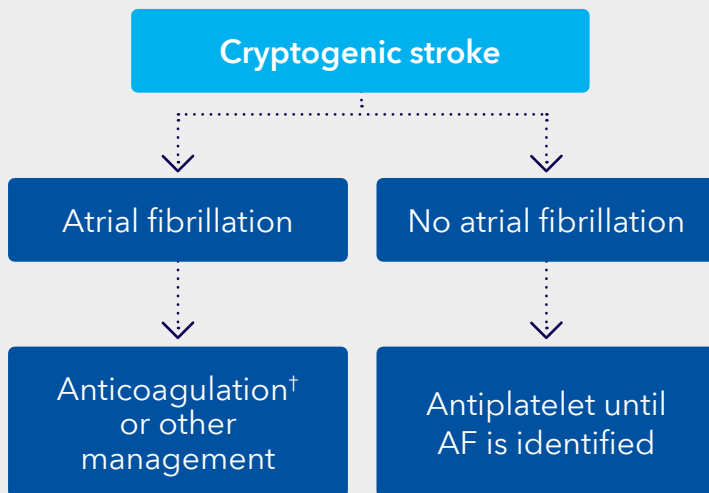 Cryptogenic stroke
Atrial fibrillation
No atrial fibrillation
Anticoagulation†
or other
management
Antiplatelet until
AF is identified